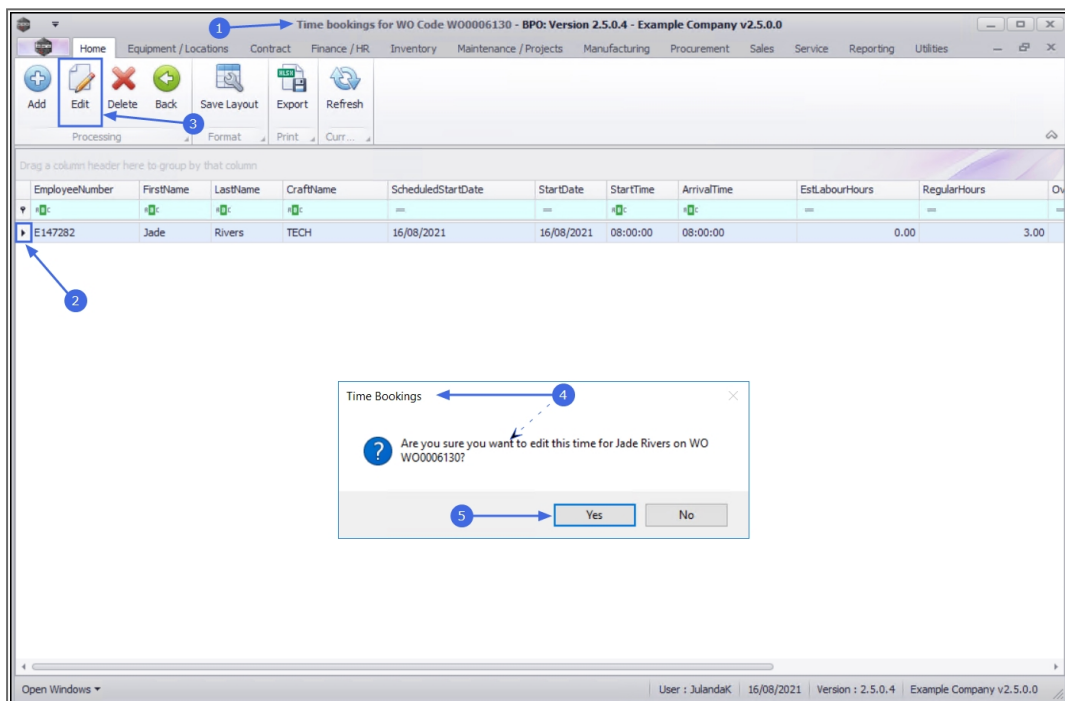 1
Time bookings for WO Code WO0006130 - BPO: Version 2.5.0.4 - Example Company v2.5.0.0
Home Equipment / Locations Contract Finance / HR Inventory Maintenance / Projects Manufacturing Procurement Sales Service Reporting Utilities
XLSX
Add Edit Delete Back Save Layout Export Refresh
3
Processing Format Print Curr...
Drag a column header here to group by that column
EmployeeNumber FirstName LastName CraftName ScheduledStartDate StartDate StartTime ArrivalTime EstLabourHours RegularHours Ov
E147282 Jade Rivers TECH 16/08/2021 16/08/2021 08:00:00 08:00:00 0.00 3.00
2
Time Bookings
4
Are you sure you want to edit this time for Jade Rivers on WO
WO0006130?
5
Yes No
Open Windows User : JulandaK 16/08/2021 Version : 2.5.0.4 Example Company v2.5.0.0